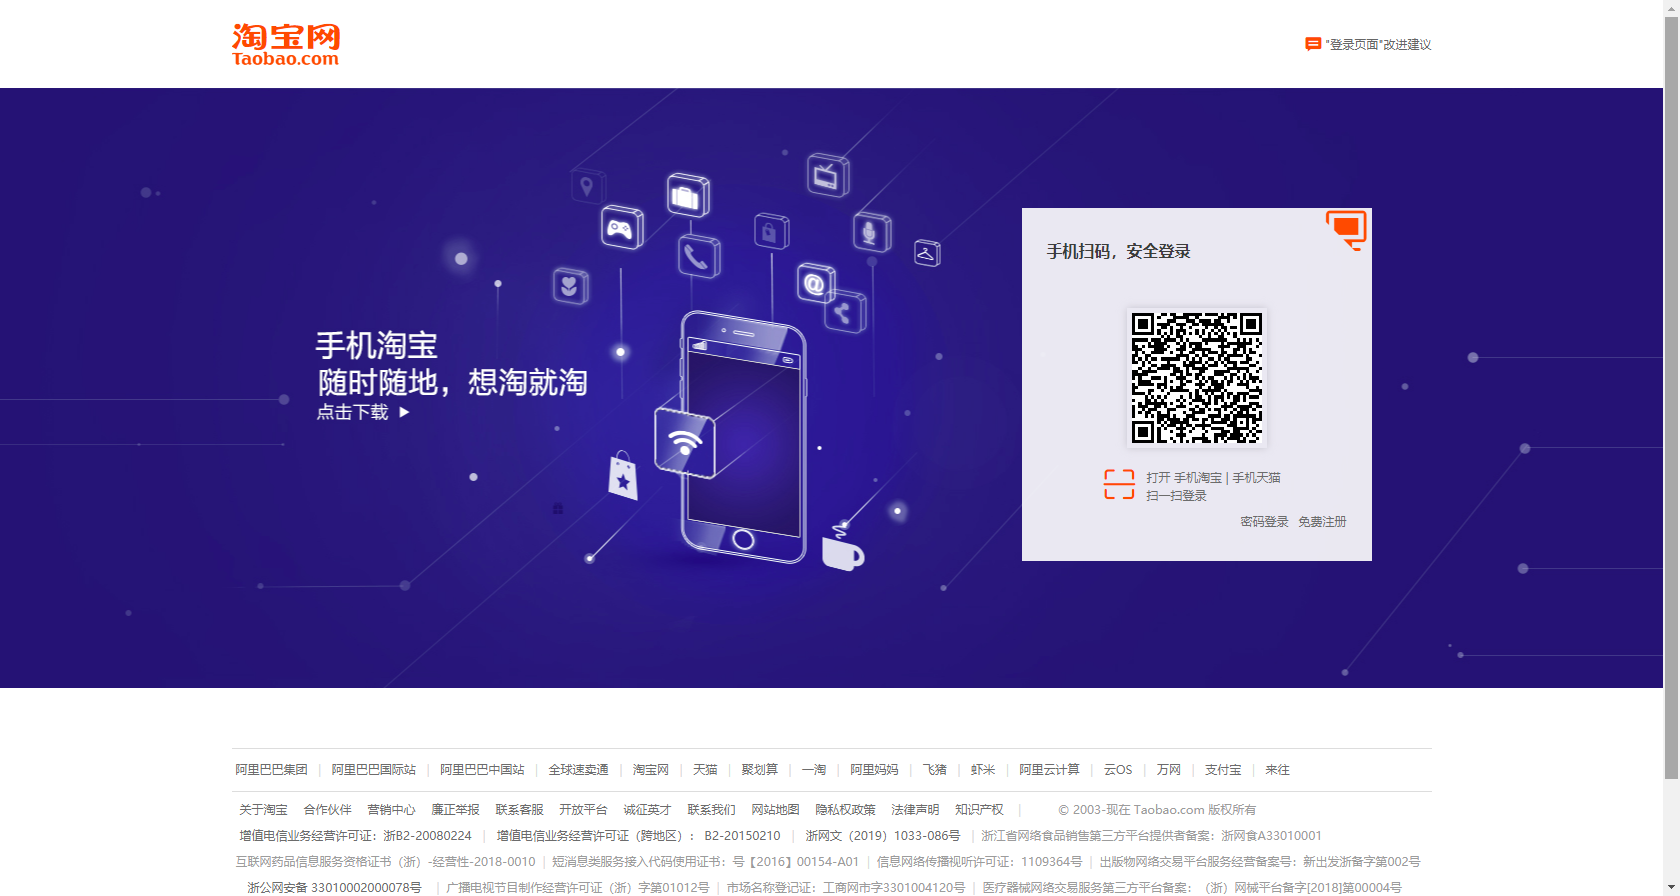 淘宝网
Taobao.com
"登录页面"改进建议
手机淘宝
随时随地，想淘就淘
点击下载
手机扫码，安全登录
打开 手机淘宝 | 手机天猫
扫一扫登录
密码登录 免费注册
阿里巴巴集团 | 阿里巴巴国际站 | 阿里巴巴中国站 | 全球速卖通 | 淘宝网 | 天猫 | 聚划算 | 一淘 | 阿里妈妈 | 飞猪 | 虾米 | 阿里云计算 | 云OS | 万网 | 支付宝 | 来往
关于淘宝 合作伙伴 营销中心 廉正举报 联系客服 开放平台 诚征英才 联系我们 网站地图 隐私权政策 法律声明 知识产权 | © 2003-现在 Taobao.com 版权所有
增值电信业务经营许可证：浙B2-20080224 | 增值电信业务经营许可证（跨地区）： B2-20150210 | 浙网文（2019）1033-086号 | 浙江省网络食品销售第三方平台提供者备案：浙网食A33010001
互联网药品信息服务资格证书（浙）-经营性-2018-0010 | 短消息类服务接入代码使用证书：号【2016】00154-A01 | 信息网络传播视听许可证：1109364号 | 出版物网络交易平台服务经营备案号：新出发浙备字第002号
浙公网安备 33010002000078号 | 广播电视节目制作经营许可证（浙）字第01012号 | 市场名称登记证：工商网市字3301004120号 | 医疗器械网络交易服务第三方平台备案：（浙）网械平台备字[2018]第00004号